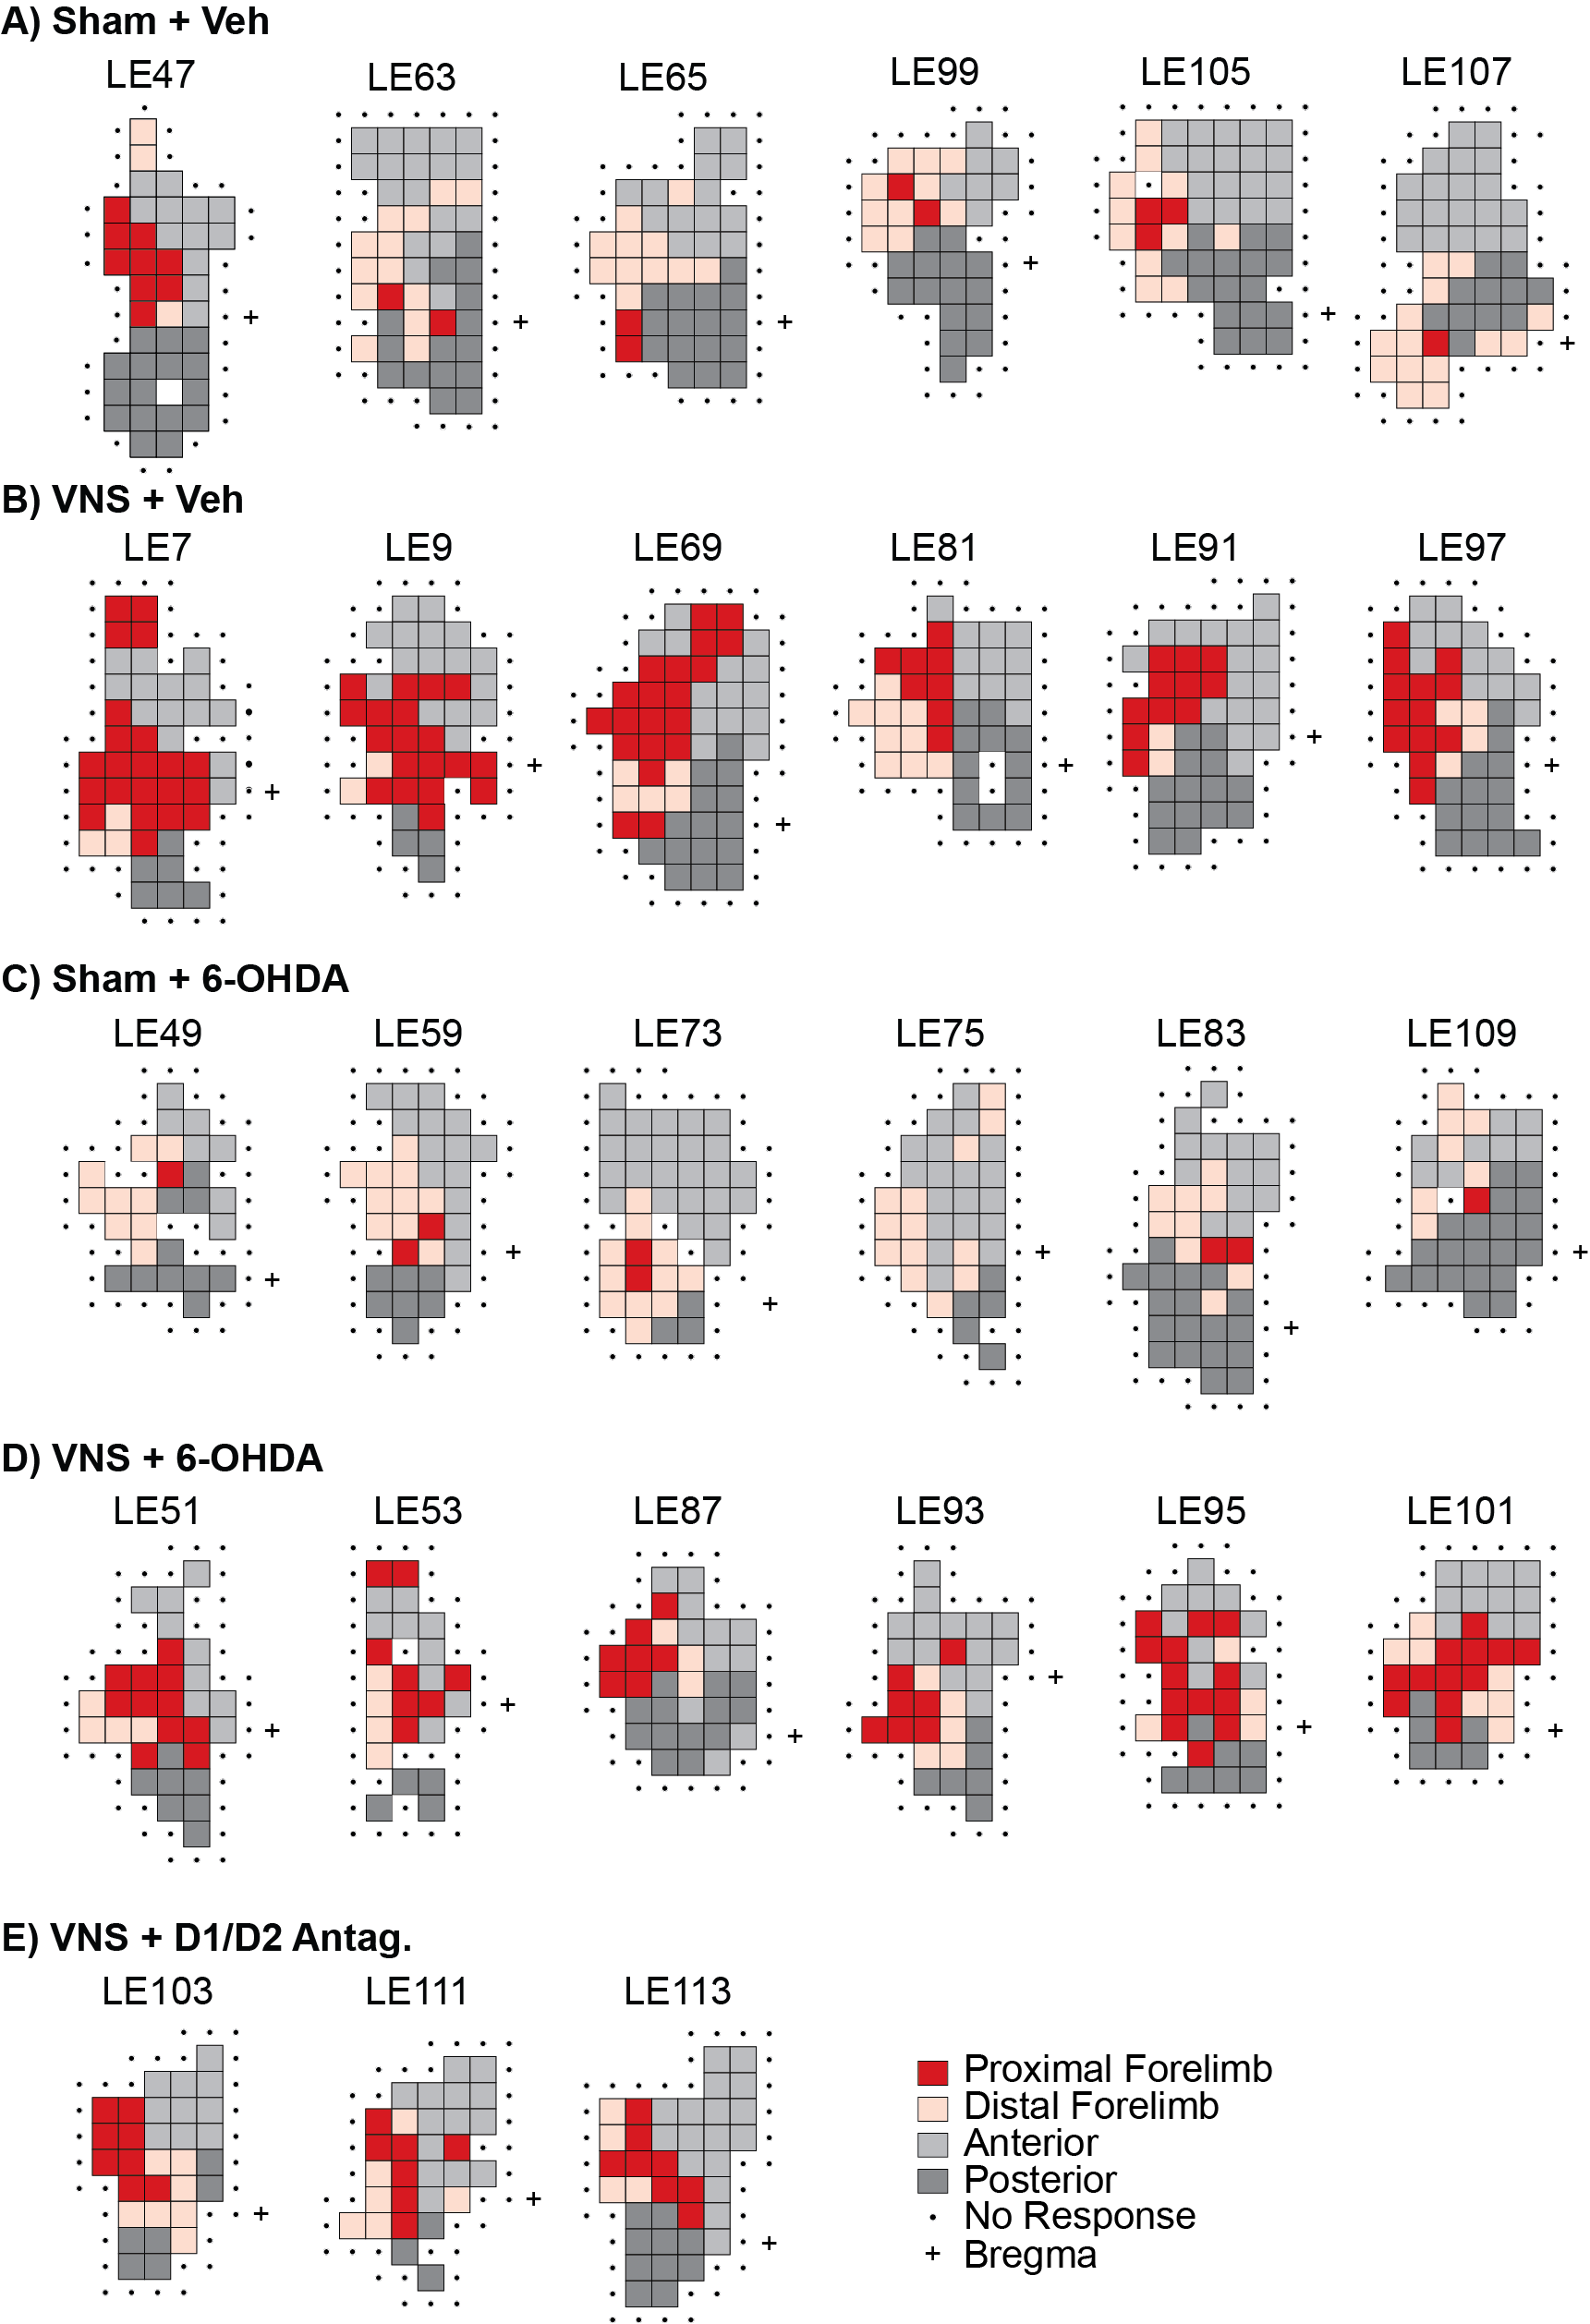 A) Sham + Veh
LE47 LE63 LE65 LE99 LE105 LE107
B) VNS + Veh
LE7 LE9 LE69 LE81 LE91 LE97
C) Sham + 6-OHDA
LE49 LE59 LE73 LE75 LE83 LE109
D) VNS + 6-OHDA
LE51 LE53 LE87 LE93 LE95 LE101
E) VNS + D1/D2 Antag.
LE103 LE111 LE113
Proximal Forelimb
Distal Forelimb
Anterior
Posterior
No Response
+ Bregma